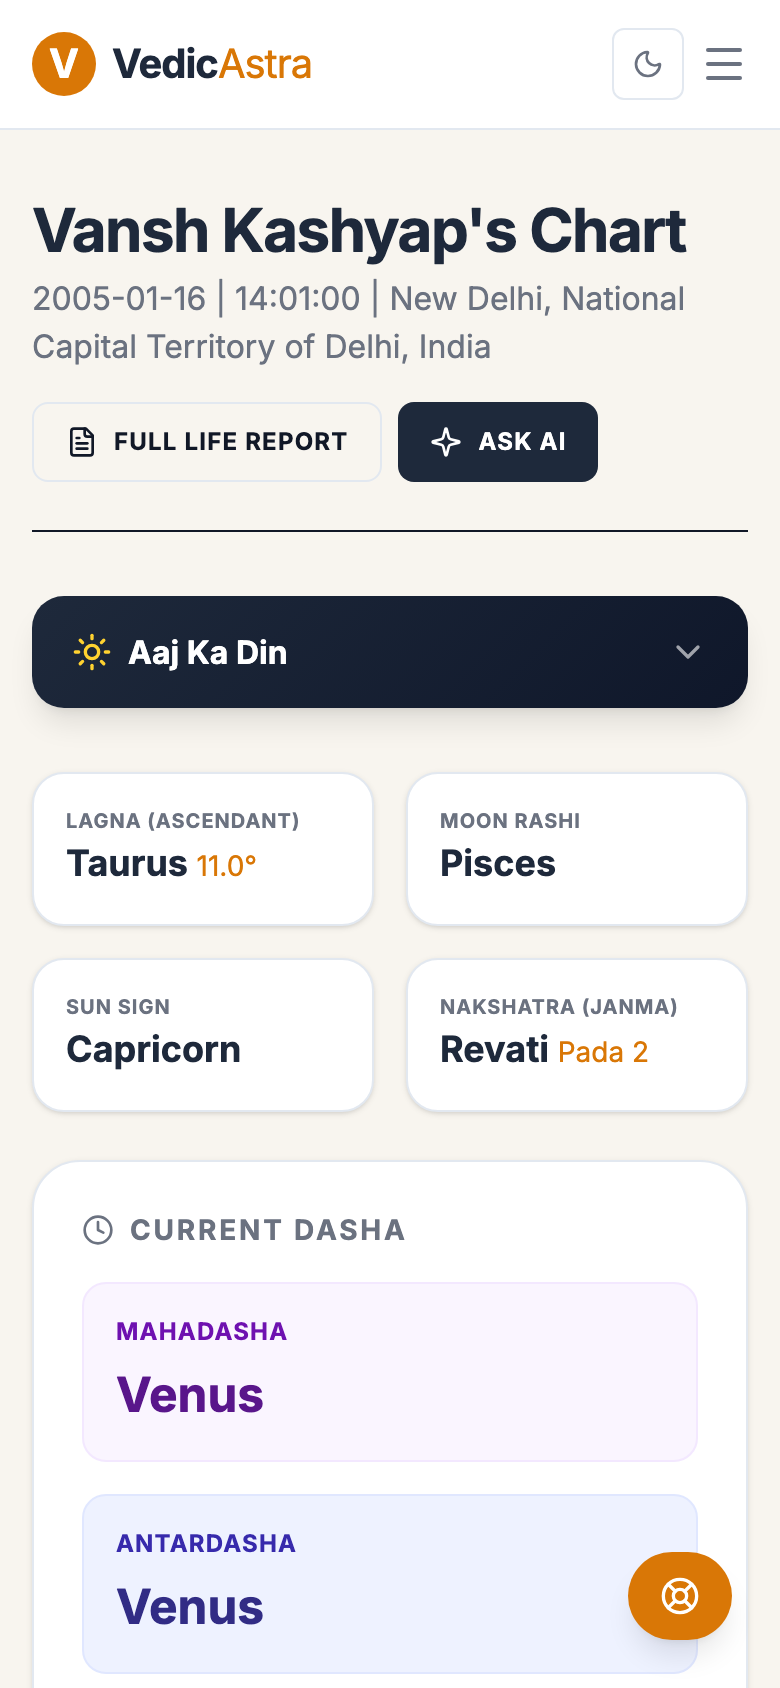 V VedicAstra
Vansh Kashyap's Chart
2005-01-16 | 14:01:00 | New Delhi, National
Capital Territory of Delhi, India
FULL LIFE REPORT
ASK AI
Aaj Ka Din
LAGNA (ASCENDANT)
Taurus 11.0°
MOON RASHI
Pisces
SUN SIGN
Capricorn
NAKSHATRA (JANMA)
Revati Pada 2
CURRENT DASHA
MAHADASHA
Venus
ANTARDASHA
Venus